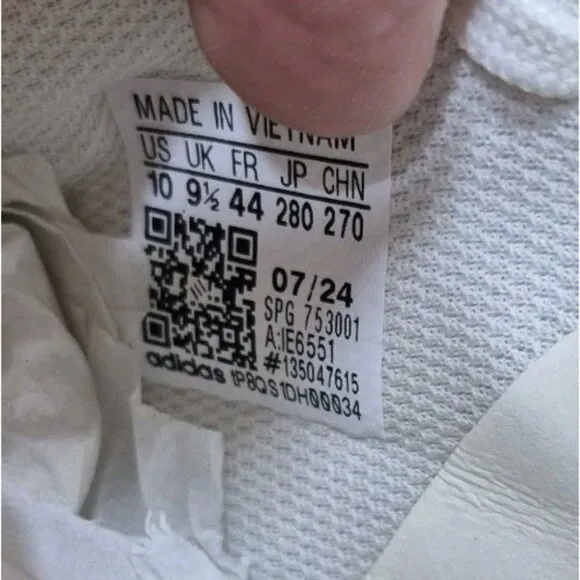 MADE IN VIETNAM
US UK FR JP CHN
10 9½ 44 280 270
07/24
SPG 753001
A:IE6551
#135047615
adidas 1P8QS1DH00034